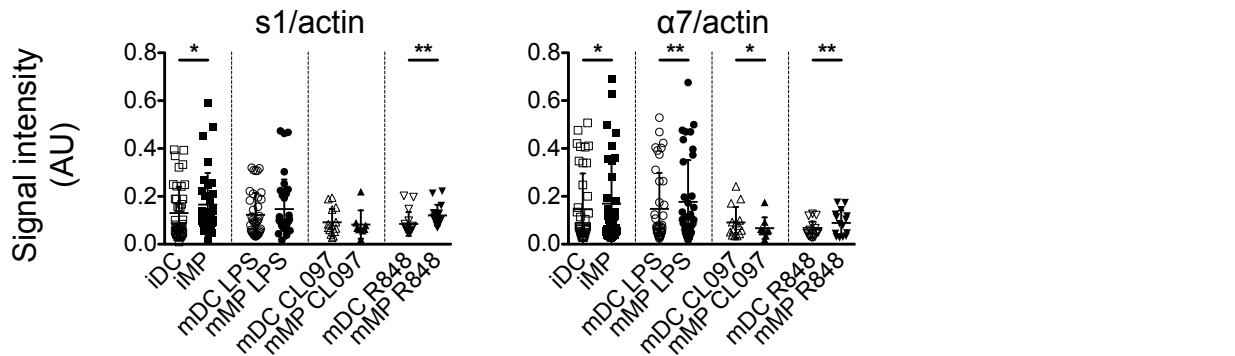 s1/actin
Signal intensity
(AU)
0.8
0.6
0.4
0.2
0.0
*
**
iDC
iMP
mDC LPS
mMP LPS
mDC CL097
mMP CL097
mDC R848
mMP R848
α7/actin
0.8
0.6
0.4
0.2
0.0
*
**
*
**
iDC
iMP
mDC LPS
mMP LPS
mDC CL097
mMP CL097
mDC R848
mMP R848